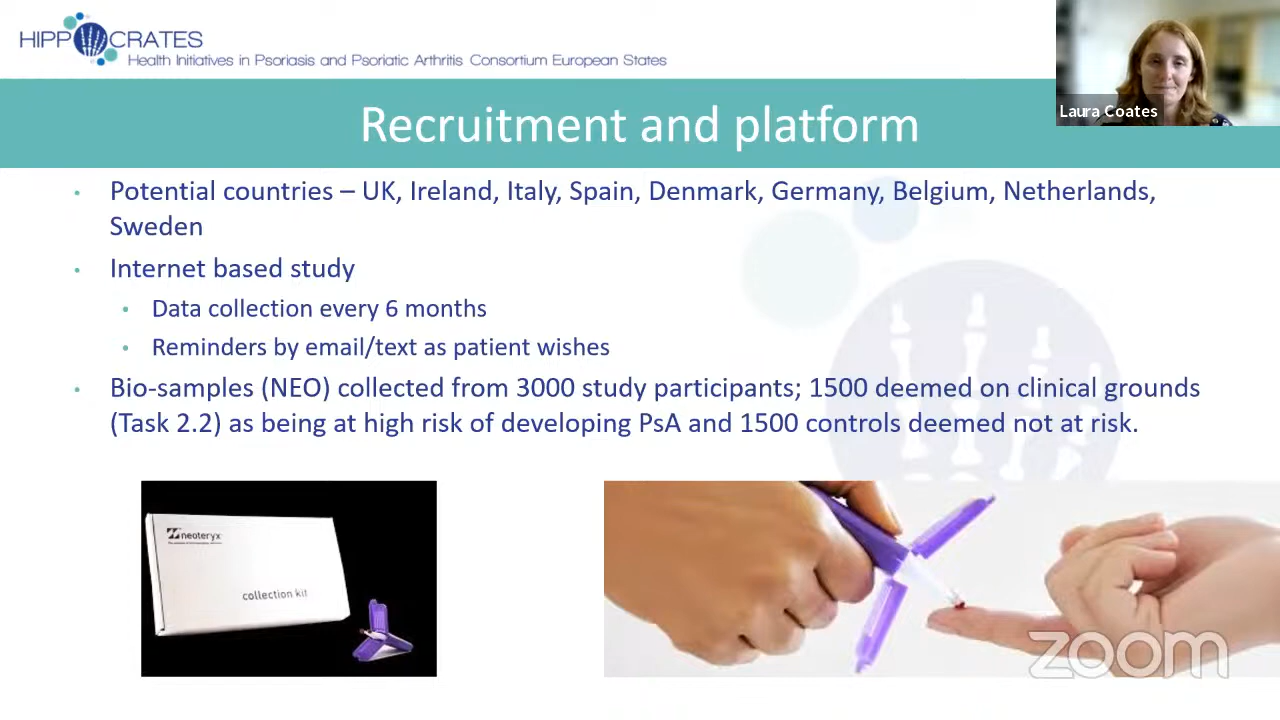 HIPPOCRATES
Health Initiatives in Psoriasis and Psoriatic Arthritis Consortium European States
Laura Coates
Recruitment and platform
• Potential countries – UK, Ireland, Italy, Spain, Denmark, Germany, Belgium, Netherlands,
Sweden
• Internet based study
• Data collection every 6 months
• Reminders by email/text as patient wishes
• Bio-samples (NEO) collected from 3000 study participants; 1500 deemed on clinical grounds
(Task 2.2) as being at high risk of developing PsA and 1500 controls deemed not at risk.
neoteryx
collection kit
zoom